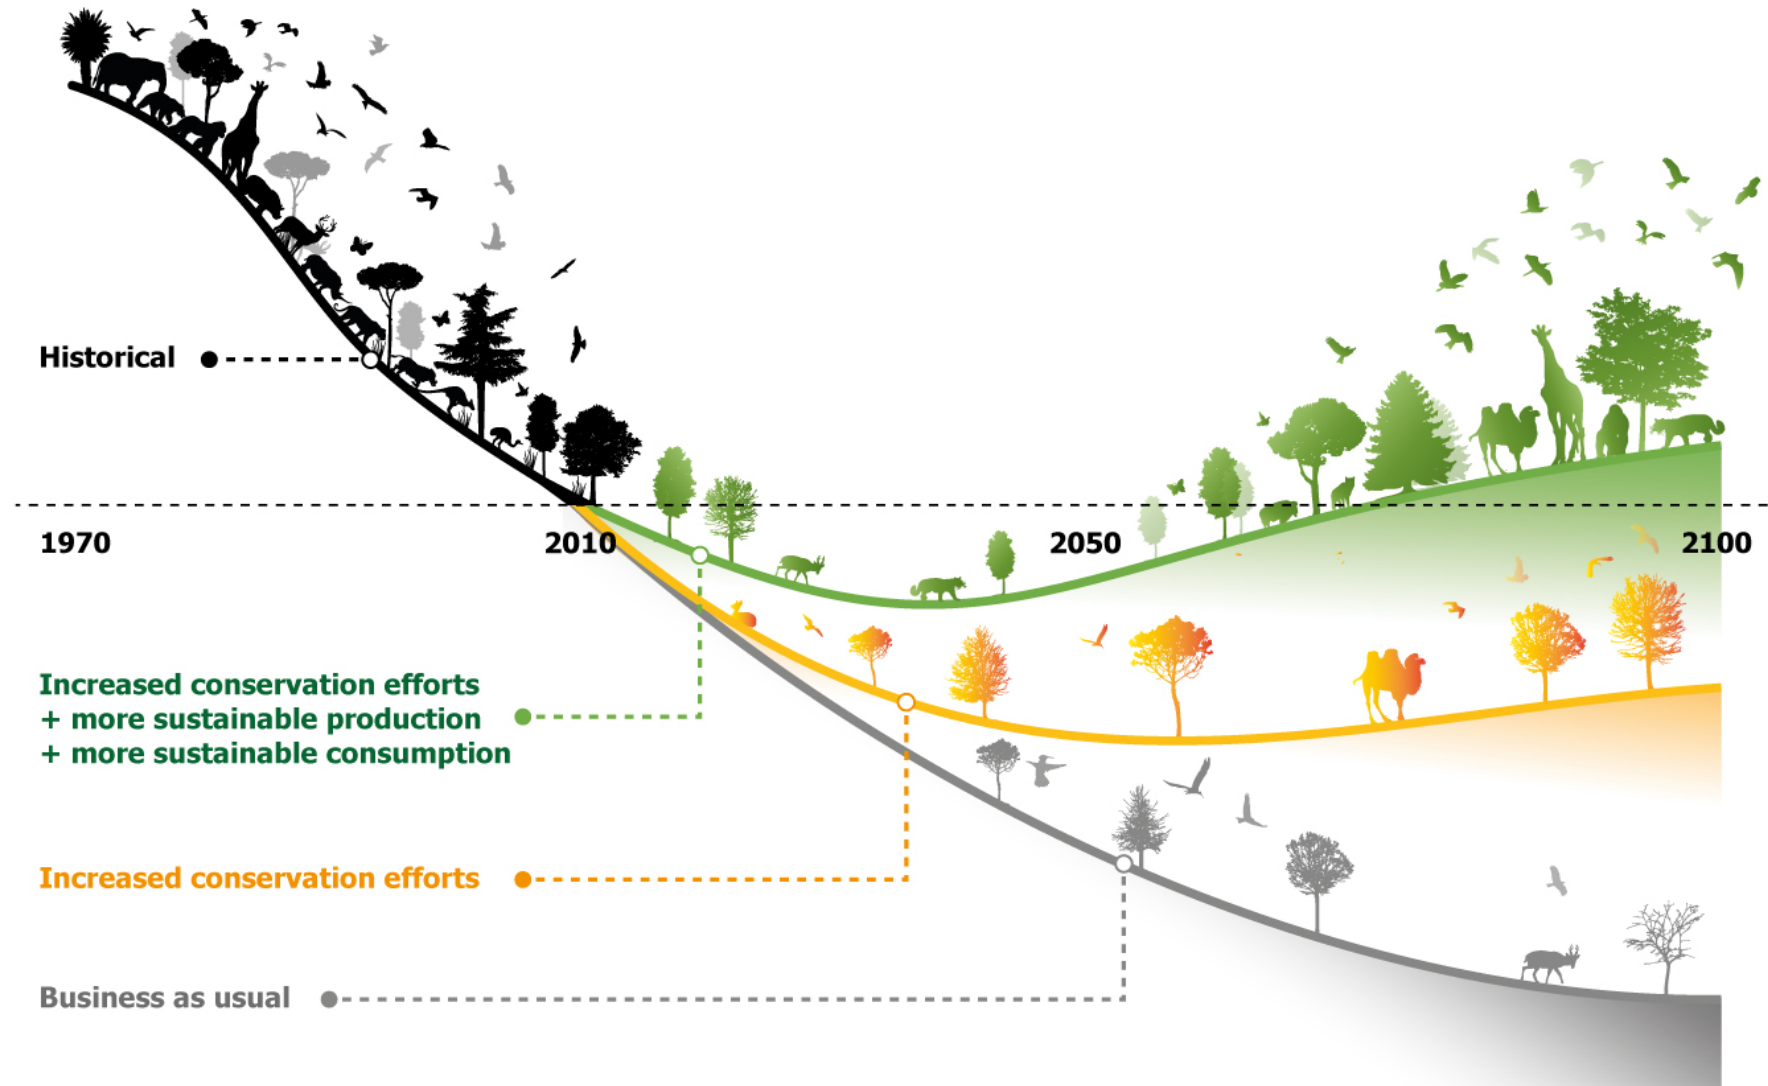 Historical
1970
2010
2050
2100
Increased conservation efforts
+ more sustainable production
+ more sustainable consumption
Increased conservation efforts
Business as usual